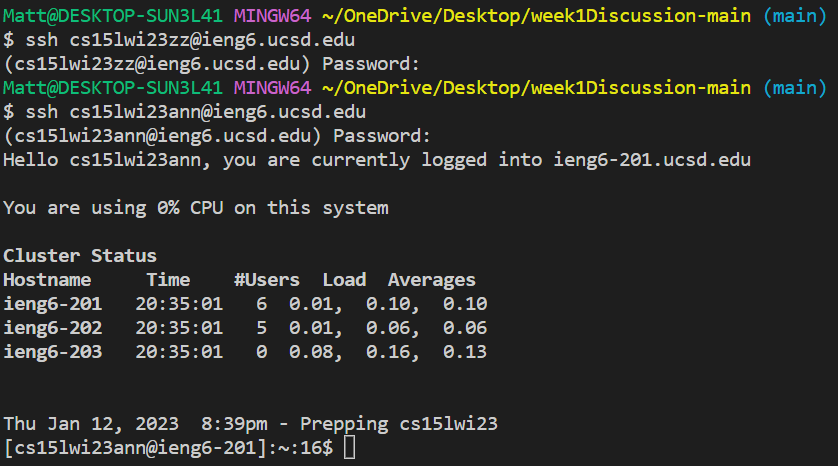 Matt@DESKTOP-SUN3L41 MINGW64 ~/OneDrive/Desktop/week1Discussion-main (main)
$ ssh cs15lwi23zz@ieng6.ucsd.edu
(cs15lwi23zz@ieng6.ucsd.edu) Password:
Matt@DESKTOP-SUN3L41 MINGW64 ~/OneDrive/Desktop/week1Discussion-main (main)
$ ssh cs15lwi23ann@ieng6.ucsd.edu
(cs15lwi23ann@ieng6.ucsd.edu) Password:
Hello cs15lwi23ann, you are currently logged into ieng6-201.ucsd.edu
You are using 0% CPU on this system
Cluster Status
Hostname     Time    #Users  Load  Averages
ieng6-201   20:35:01   6  0.01,  0.10,  0.10
ieng6-202   20:35:01   5  0.01,  0.06,  0.06
ieng6-203   20:35:01   0  0.08,  0.16,  0.13
Thu Jan 12, 2023  8:39pm - Prepping cs15lwi23
[cs15lwi23ann@ieng6-201]:~:16$